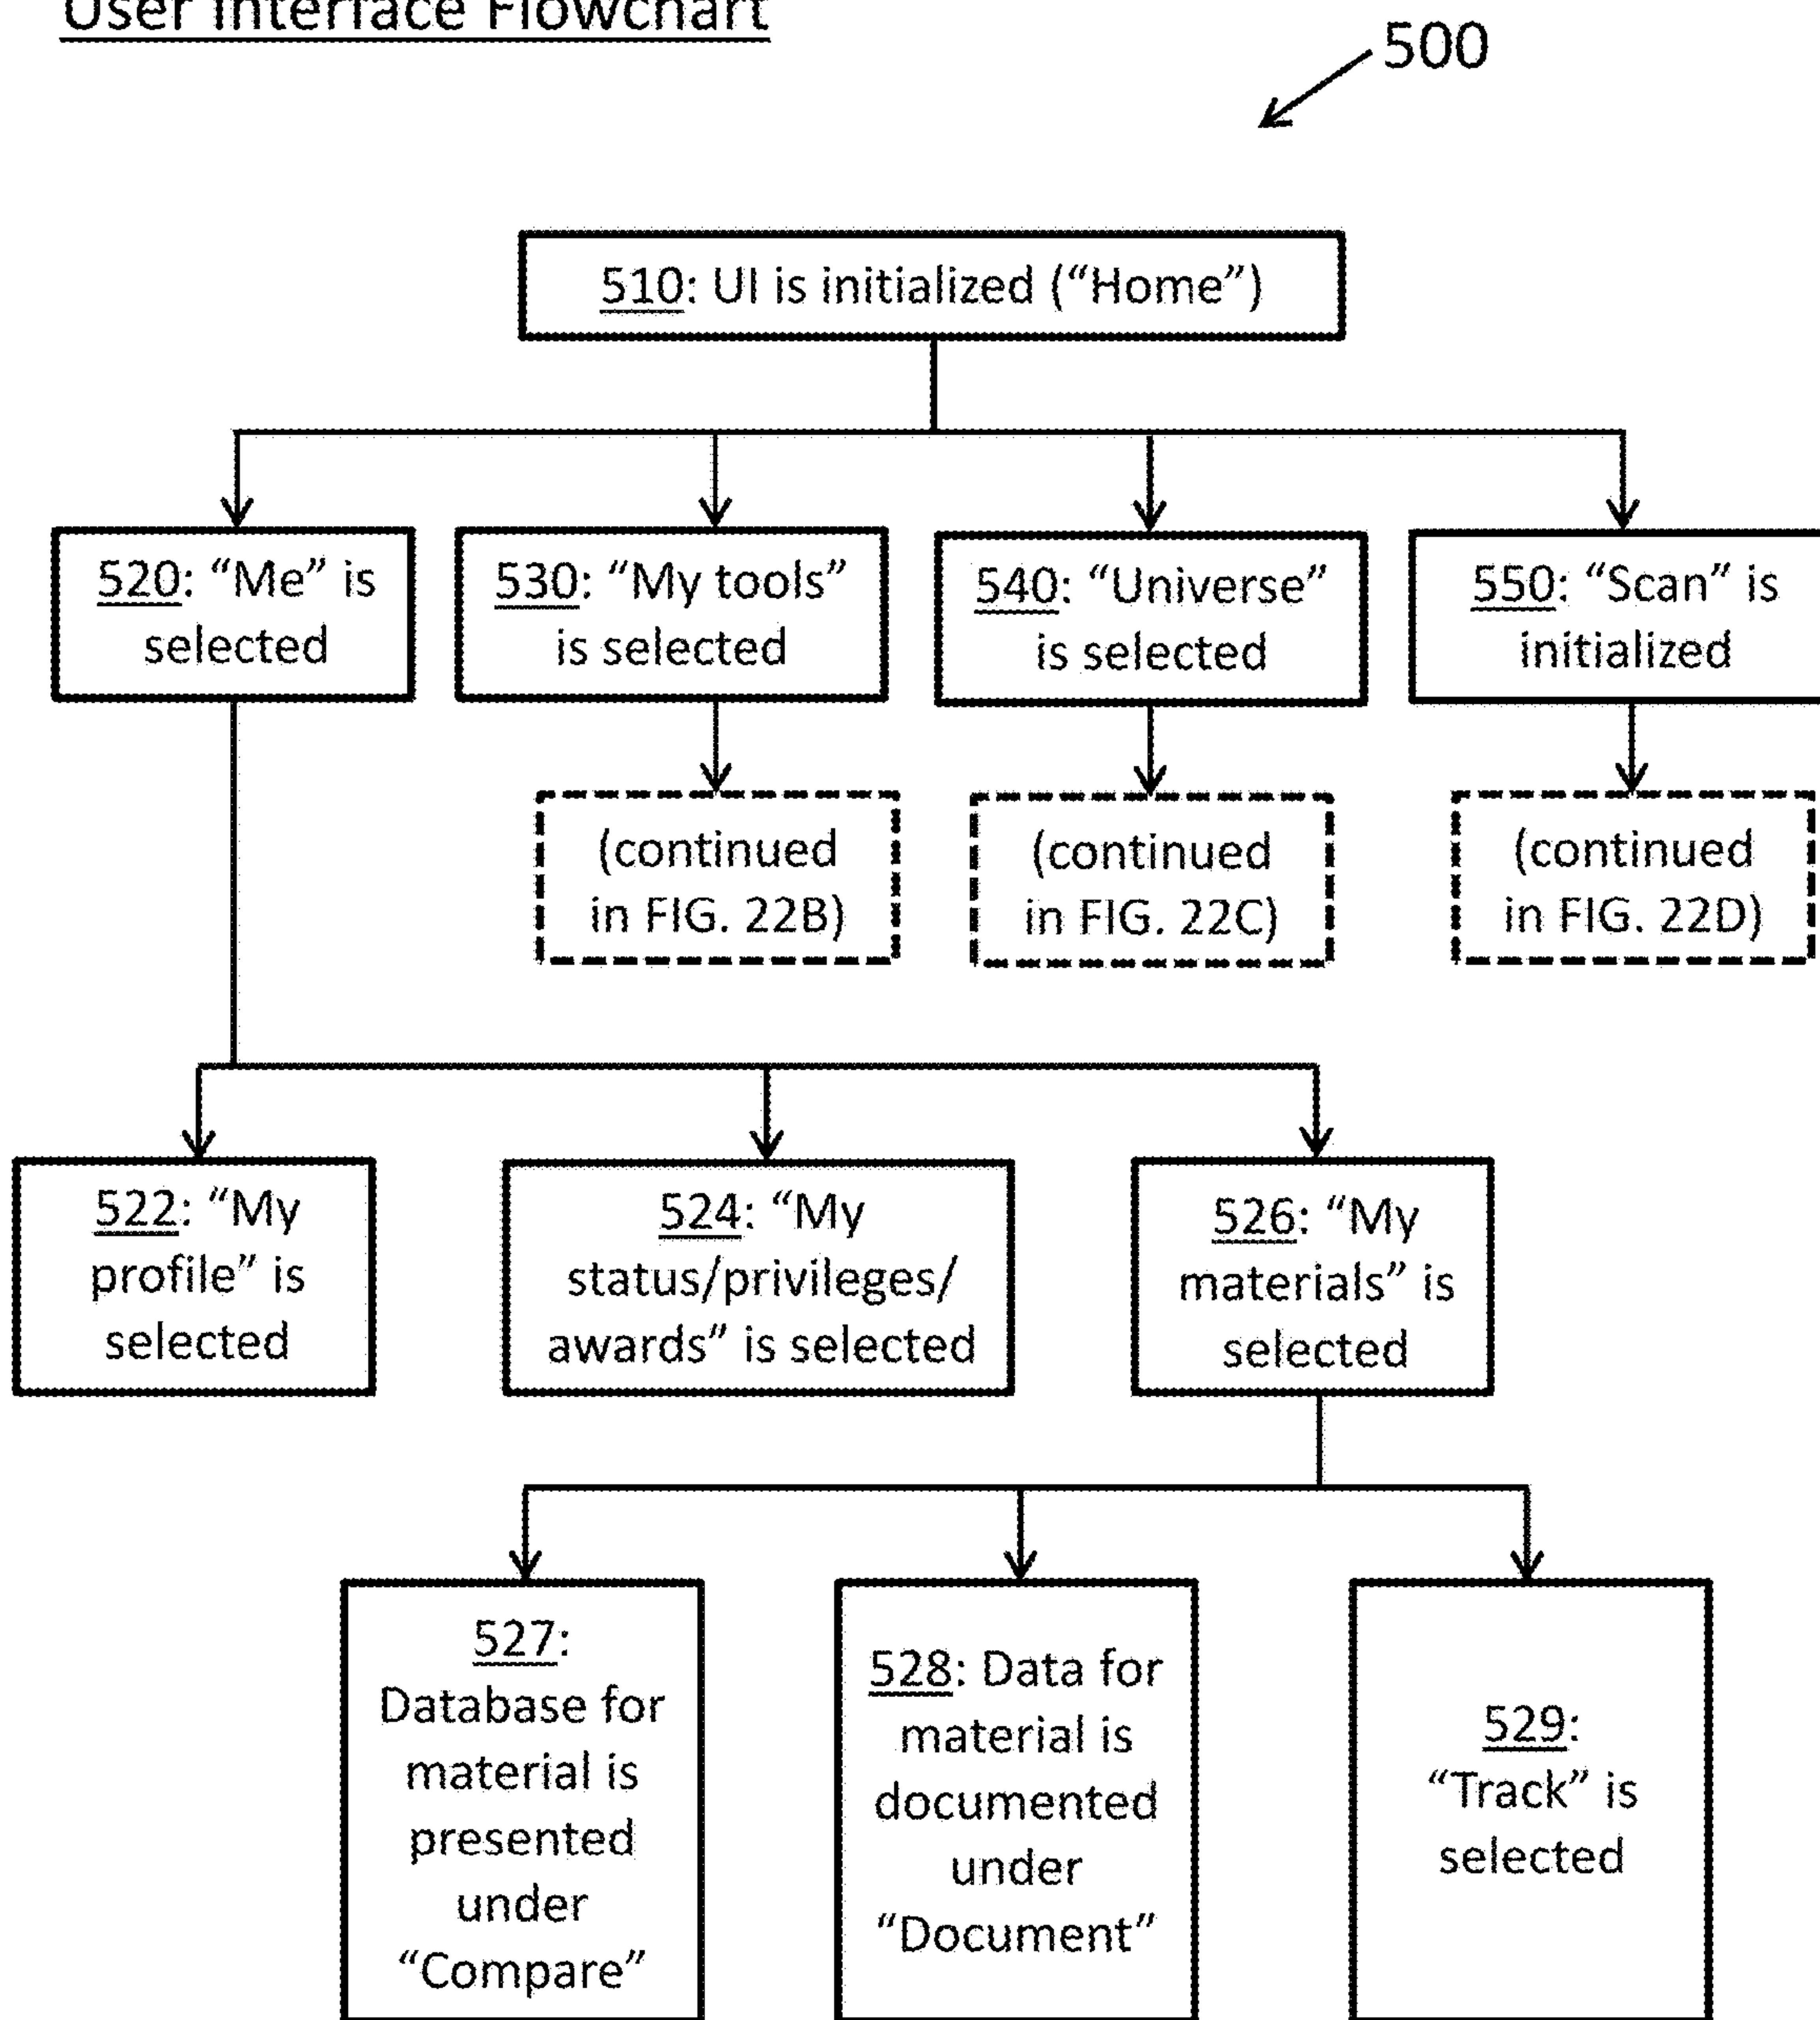 User Interface Flowchart
500
510: UI is initialized (“Home”)
520: “Me” is
selected
530: “My tools”
is selected
540: “Universe”
is selected
550: “Scan” is
initialized
(continued
in FIG. 22B)
(continued
in FIG. 22C)
(continued
in FIG. 22D)
522: “My
profile” is
selected
524: “My
status/privileges/
awards” is selected
526: “My
materials” is
selected
527:
Database for
material is
presented
under
“Compare”
528: Data for
material is
documented
under
“Document”
529:
“Track” is
selected